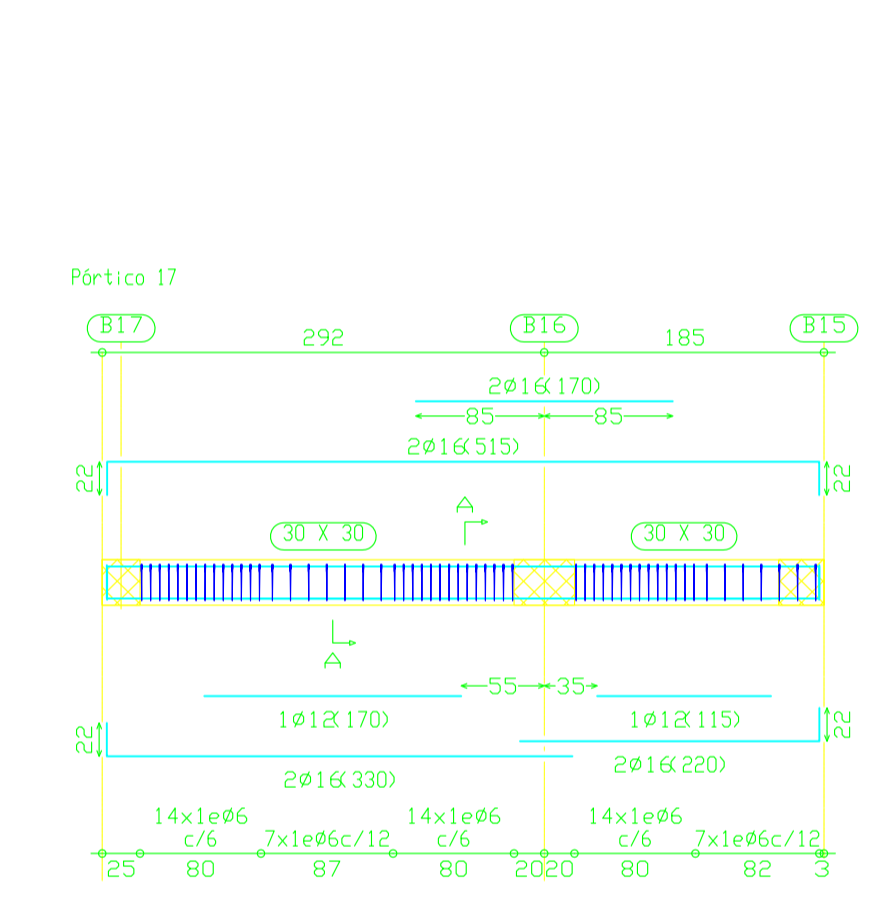 Pórtico 17
B17 B16 B15
292 185
2ø16(170)
85 85
2ø16(515)
22 22
A
30 X 30 30 X 30
A
55 35
1ø12(170) 1ø12(115)
22 22
2ø16(330) 2ø16(220)
14x1eø6 14x1eø6 14x1eø6
c/6 7x1eø6c/12 c/6 c/6 7x1eø6c/12
25 80 87 80 20 20 80 82 3